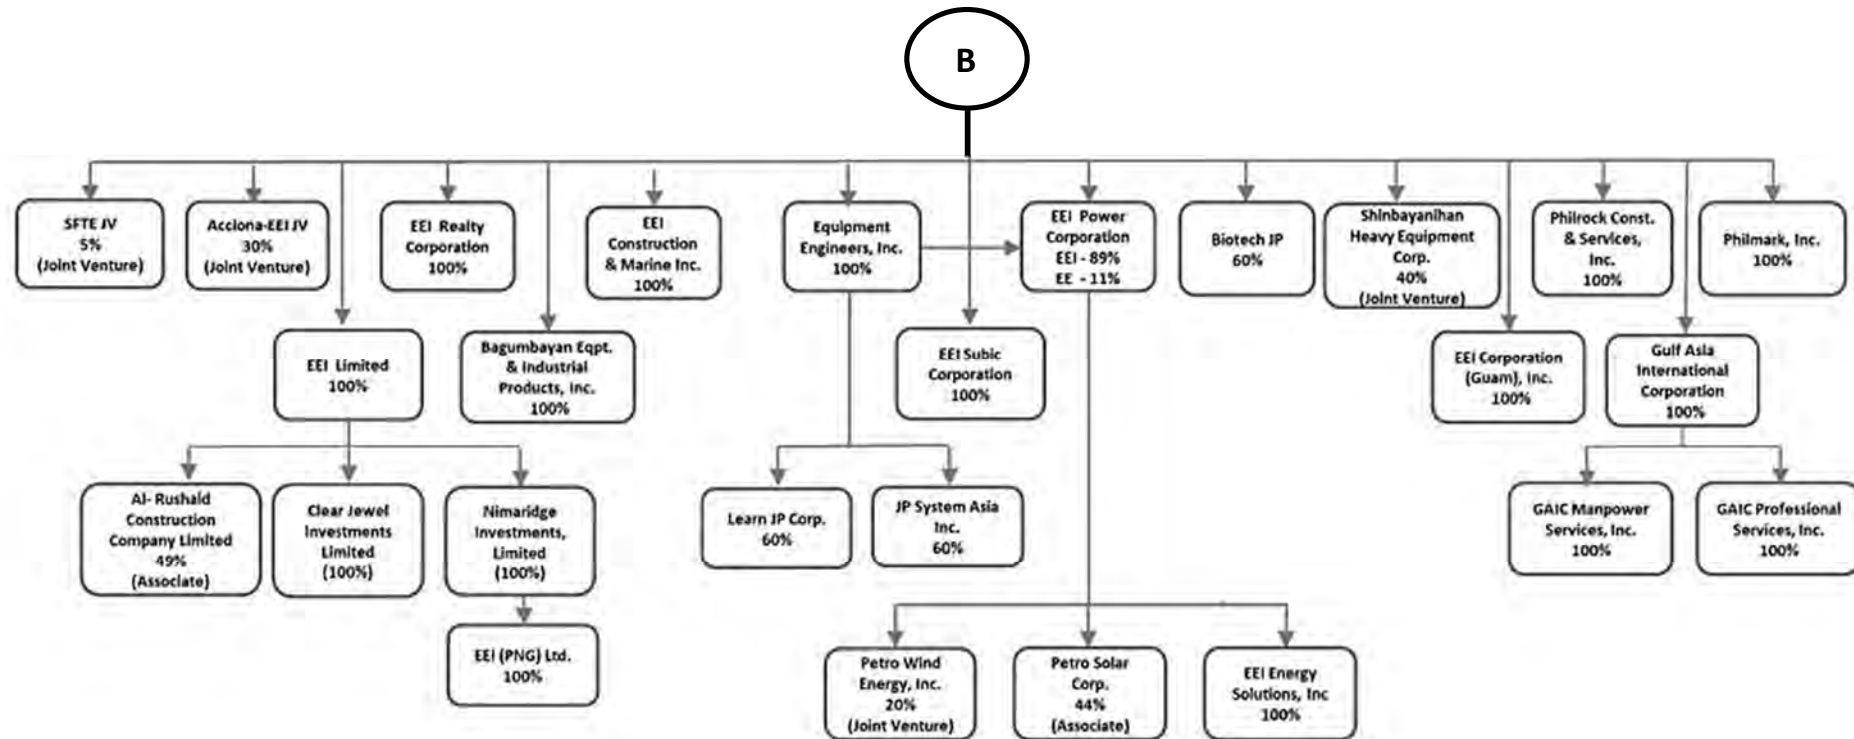 B
SFTE JV
5%
(Joint Venture)
Acciona-EEI JV
30%
(Joint Venture)
EEI Realty
Corporation
100%
EEI
Construction
& Marine Inc.
100%
Equipment
Engineers, Inc.
100%
EEI Power
Corporation
EEI - 89%
EE - 11%
Biotech JP
60%
Shinbayanihan
Heavy Equipment
Corp.
40%
(Joint Venture)
Philrock Const.
& Services,
Inc.
100%
Philmark, Inc.
100%
EEI Limited
100%
Bagumbayan Eqpt.
& Industrial
Products, Inc.
100%
EEI Subic
Corporation
100%
EEI Corporation
(Guam), Inc.
100%
Gulf Asia
International
Corporation
100%
Al- Rushaid
Construction
Company Limited
49%
(Associate)
Clear Jewel
Investments
Limited
(100%)
Nimaridge
Investments,
Limited
(100%)
Learn JP Corp.
60%
JP System Asia
Inc.
60%
GAIC Manpower
Services, Inc.
100%
GAIC Professional
Services, Inc.
100%
EEI (PNG) Ltd.
100%
Petro Wind
Energy, Inc.
20%
(Joint Venture)
Petro Solar
Corp.
44%
(Associate)
EEI Energy
Solutions, Inc
100%